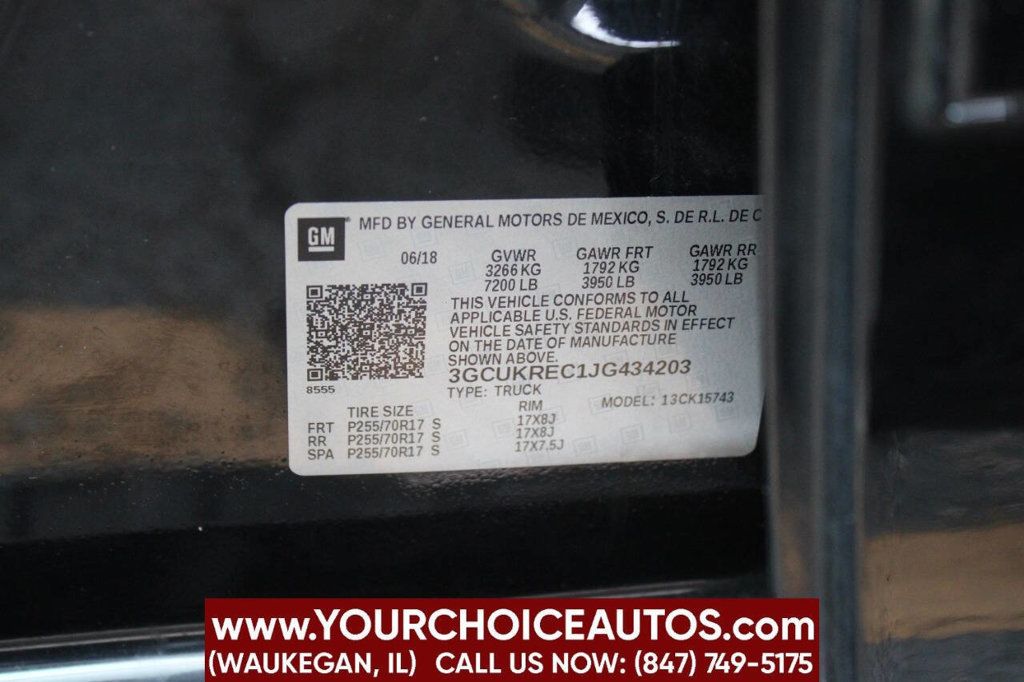 GM
MFD BY GENERAL MOTORS DE MEXICO, S. DE R.L. DE C
06/18 GVWR GAWR FRT GAWR RR
3266 KG 1792 KG 1792 KG
7200 LB 3950 LB 3950 LB
THIS VEHICLE CONFORMS TO ALL
APPLICABLE U.S. FEDERAL MOTOR
VEHICLE SAFETY STANDARDS IN EFFECT
ON THE DATE OF MANUFACTURE
SHOWN ABOVE.
3GCUKREC1JG434203
8555
TYPE: TRUCK MODEL: 13CK15743
TIRE SIZE RIM
FRT P255/70R17 S 17X8J
RR P255/70R17 S 17X8J
SPA P255/70R17 S 17X7.5J
www.YOURCHOICEAUTOS.com
(WAUKEGAN, IL) CALL US NOW: (847) 749-5175